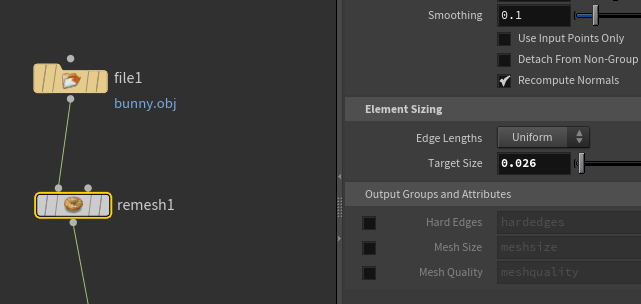 file1
bunny.obj
remesh1
Smoothing 0.1
Use Input Points Only
Detach From Non-Group
Recompute Normals
Element Sizing
Edge Lengths Uniform
Target Size 0.026
Output Groups and Attributes
Hard Edges hardedges
Mesh Size meshsize
Mesh Quality meshquality